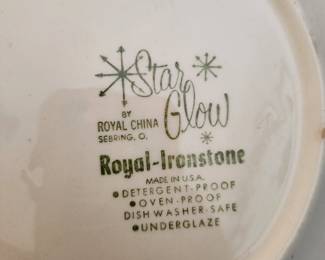 Star
Glow
BY
ROYAL CHINA
SEBRING, O.
Royal-Ironstone
MADE IN U.S.A.
●DETERGENT-PROOF
●OVEN-PROOF
DISH WASHER-SAFE
●UNDERGLAZE